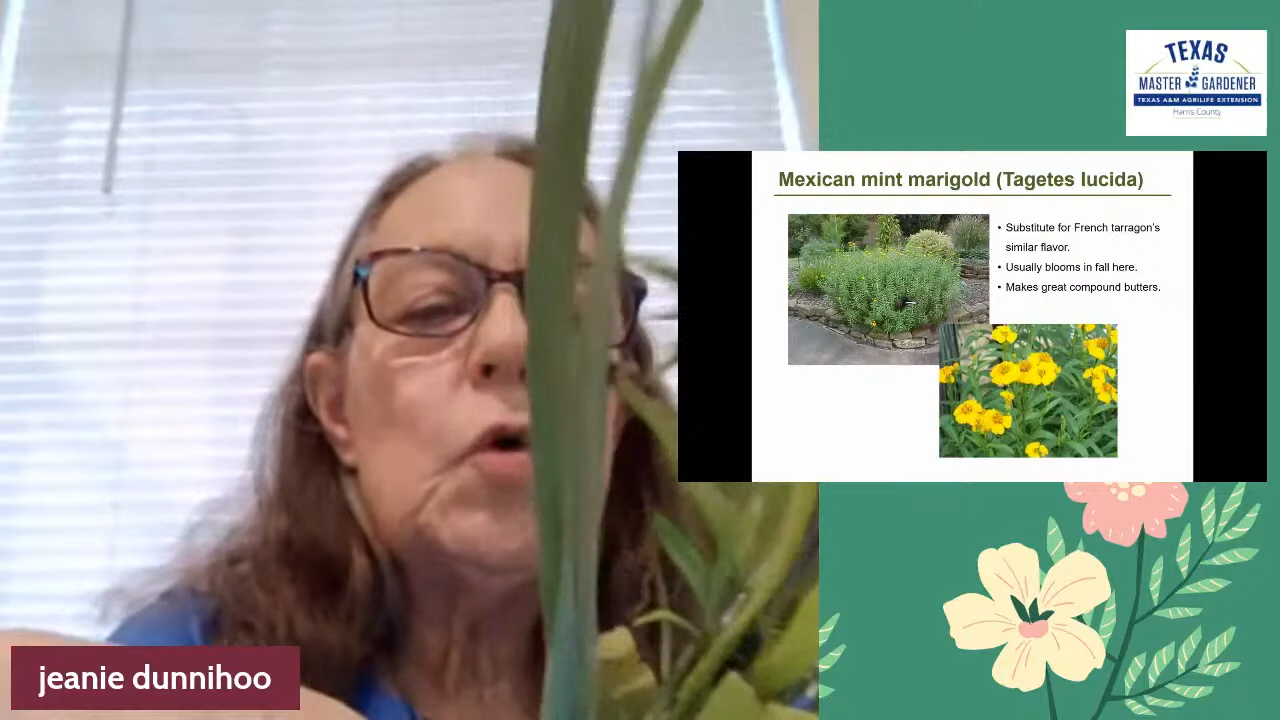 TEXAS
MASTER GARDENER
TEXAS A&M AGRILIFE EXTENSION
Harris County
Mexican mint marigold (Tagetes lucida)
• Substitute for French tarragon's
similar flavor.
• Usually blooms in fall here.
• Makes great compound butters.
jeanie dunnihoo